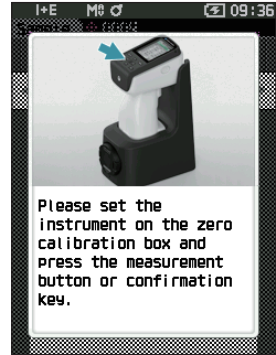 I+E M 09:36
Please set the
instrument on the zero
calibration box and
press the measurement
button or confirmation
key.